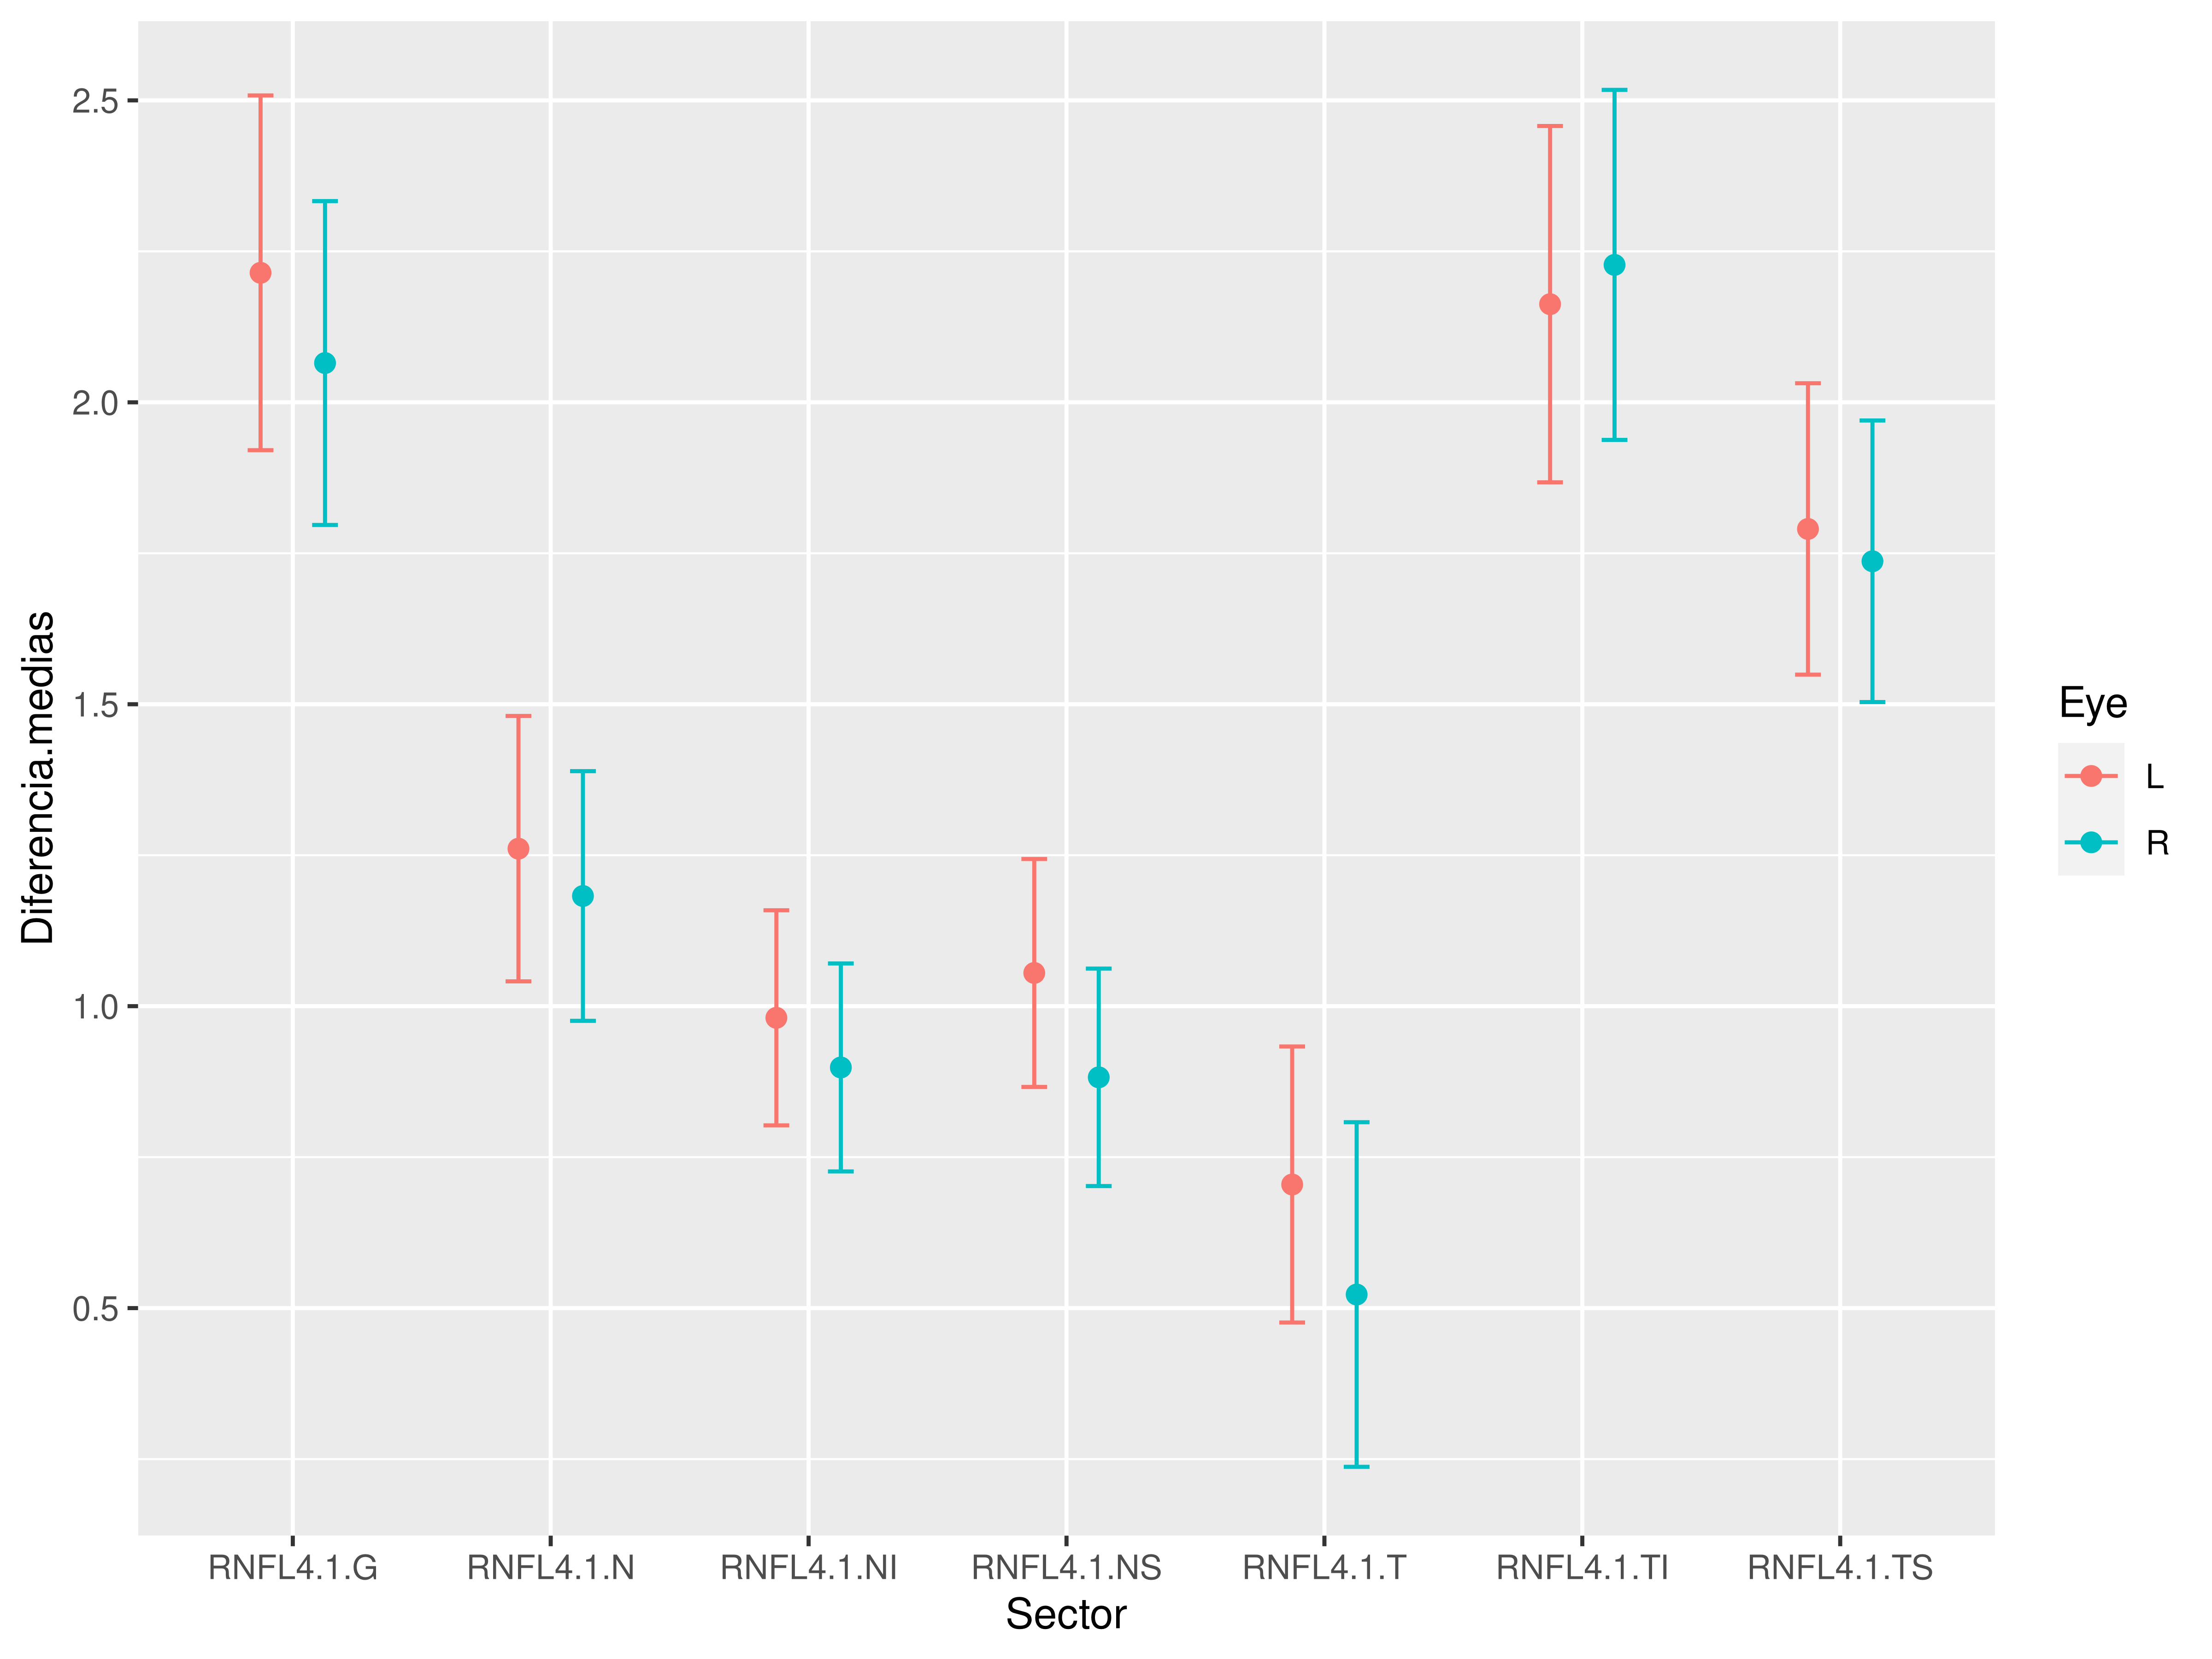 Diferencia.medias
2.5
2.0
1.5
1.0
0.5
RNFL4.1.G RNFL4.1.N RNFL4.1.NI RNFL4.1.NS RNFL4.1.T RNFL4.1.TI RNFL4.1.TS
Sector
Eye
L
R